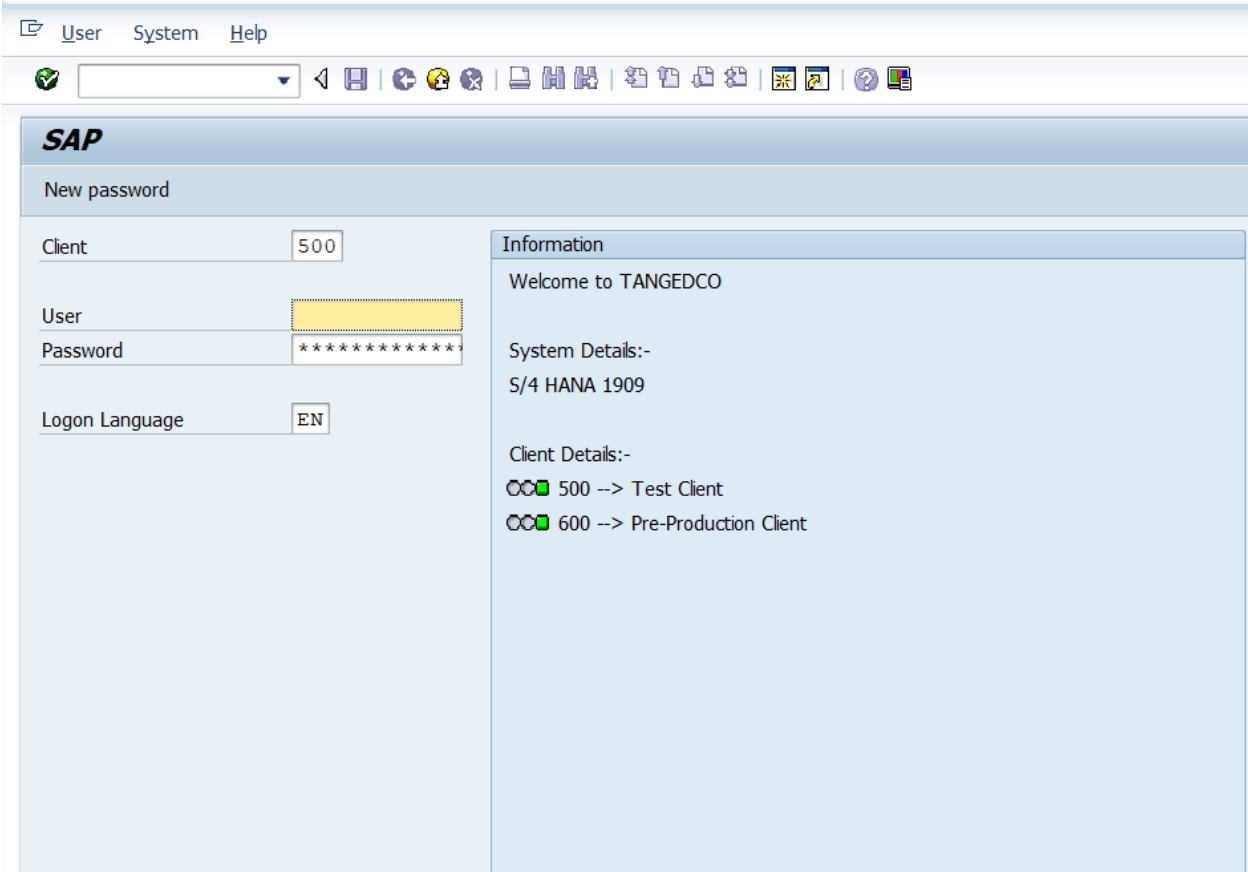 User System Help
SAP
New password
Client 500
User
Password *************
Logon Language EN
Information
Welcome to TANGEDCO
System Details:-
S/4 HANA 1909
Client Details:-
500 --> Test Client
600 --> Pre-Production Client